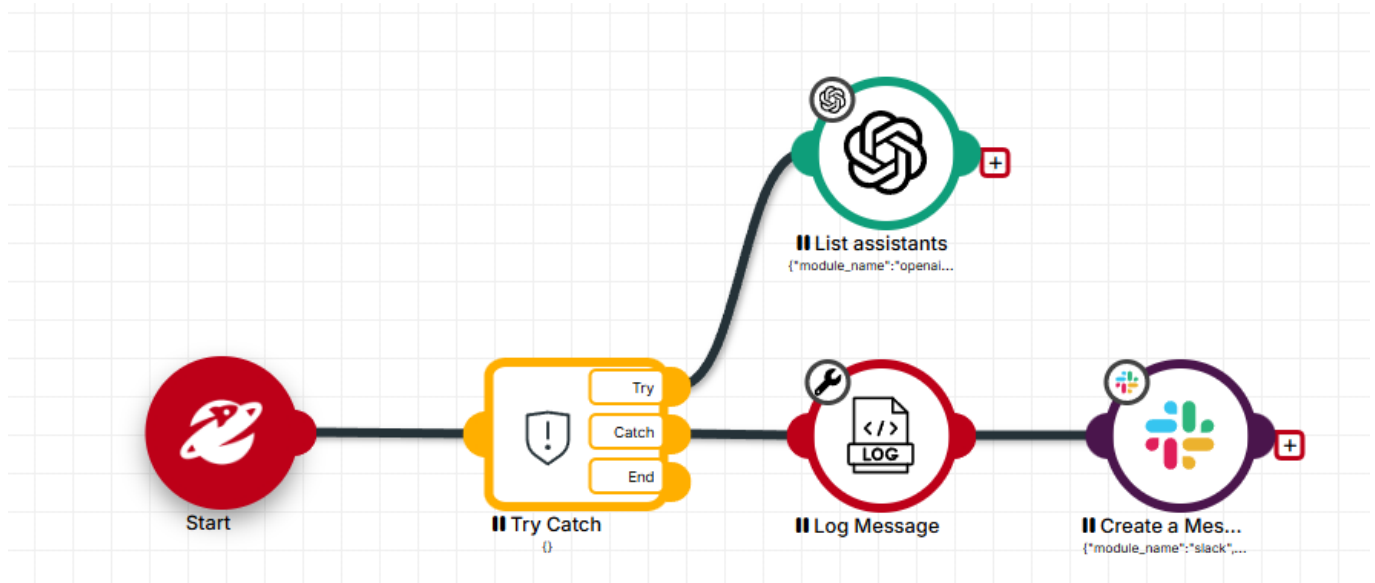 List assistants
{"module_name":"openai...
Try
Catch
End
LOG
Start
Try Catch
{}
Log Message
Create a Mes...
{"module_name":"slack",...